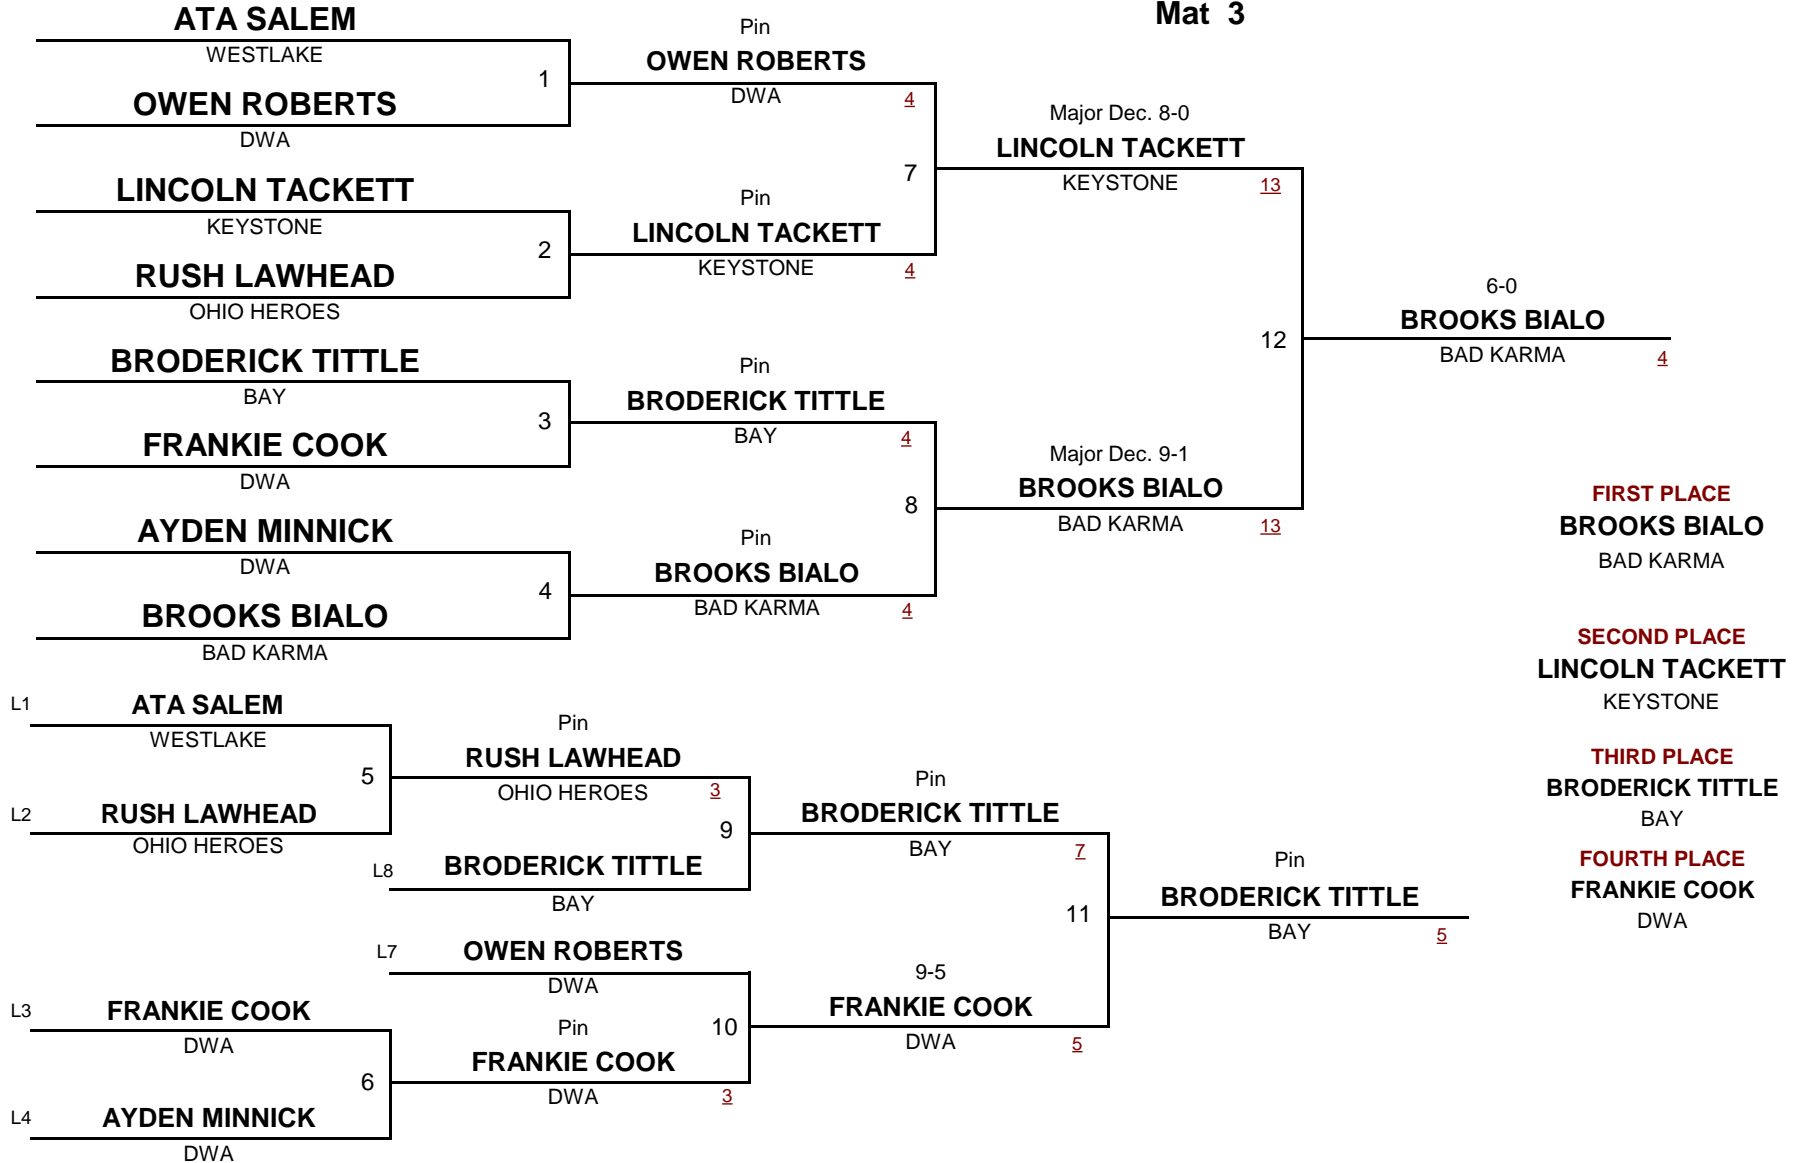 Mat 3
ATA SALEM
WESTLAKE
1
OWEN ROBERTS
DWA
Pin
OWEN ROBERTS
DWA
4
LINCOLN TACKETT
KEYSTONE
2
RUSH LAWHEAD
OHIO HEROES
Pin
LINCOLN TACKETT
KEYSTONE
4
7
Major Dec. 8-0
LINCOLN TACKETT
KEYSTONE
13
BRODERICK TITTLE
BAY
3
FRANKIE COOK
DWA
Pin
BRODERICK TITTLE
BAY
4
AYDEN MINNICK
DWA
4
BROOKS BIALO
BAD KARMA
Pin
BROOKS BIALO
BAD KARMA
4
8
Major Dec. 9-1
BROOKS BIALO
BAD KARMA
13
12
6-0
BROOKS BIALO
BAD KARMA
4
L1
ATA SALEM
WESTLAKE
5
L2
RUSH LAWHEAD
OHIO HEROES
Pin
RUSH LAWHEAD
OHIO HEROES
3
9
L8
BRODERICK TITTLE
BAY
Pin
BRODERICK TITTLE
BAY
7
L7
OWEN ROBERTS
DWA
L3
FRANKIE COOK
DWA
6
L4
AYDEN MINNICK
DWA
Pin
FRANKIE COOK
DWA
3
10
9-5
FRANKIE COOK
DWA
5
11
Pin
BRODERICK TITTLE
BAY
5
FIRST PLACE
BROOKS BIALO
BAD KARMA
SECOND PLACE
LINCOLN TACKETT
KEYSTONE
THIRD PLACE
BRODERICK TITTLE
BAY
FOURTH PLACE
FRANKIE COOK
DWA